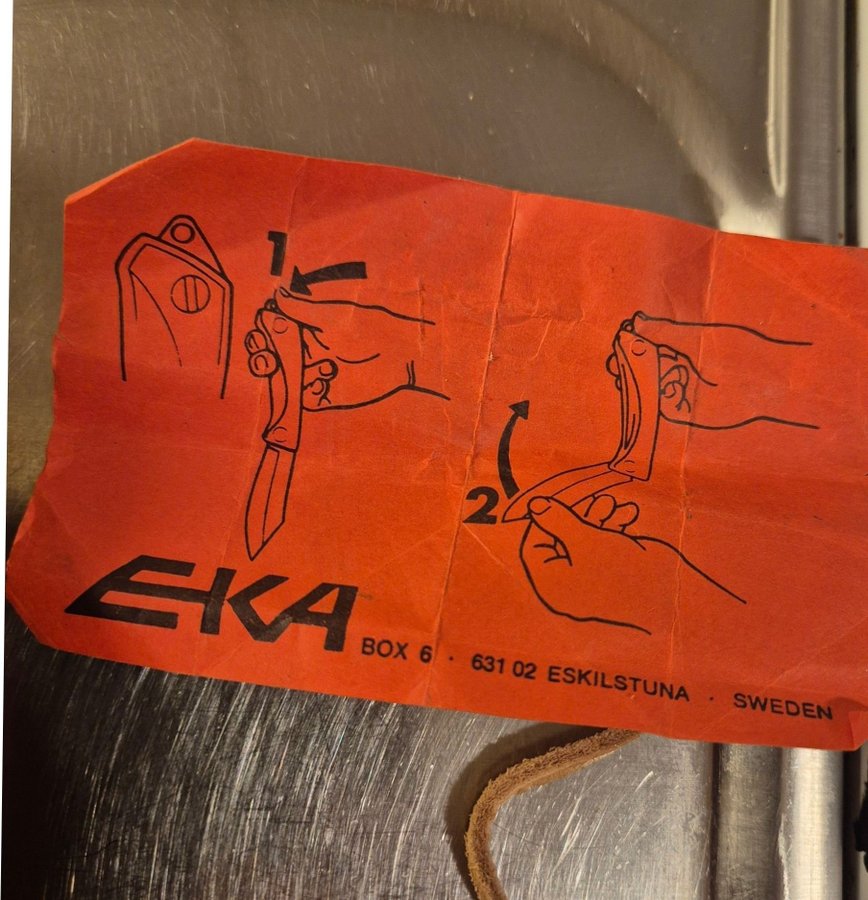 1
2
EKA
BOX 6 · 631 02 ESKILSTUNA · SWEDEN